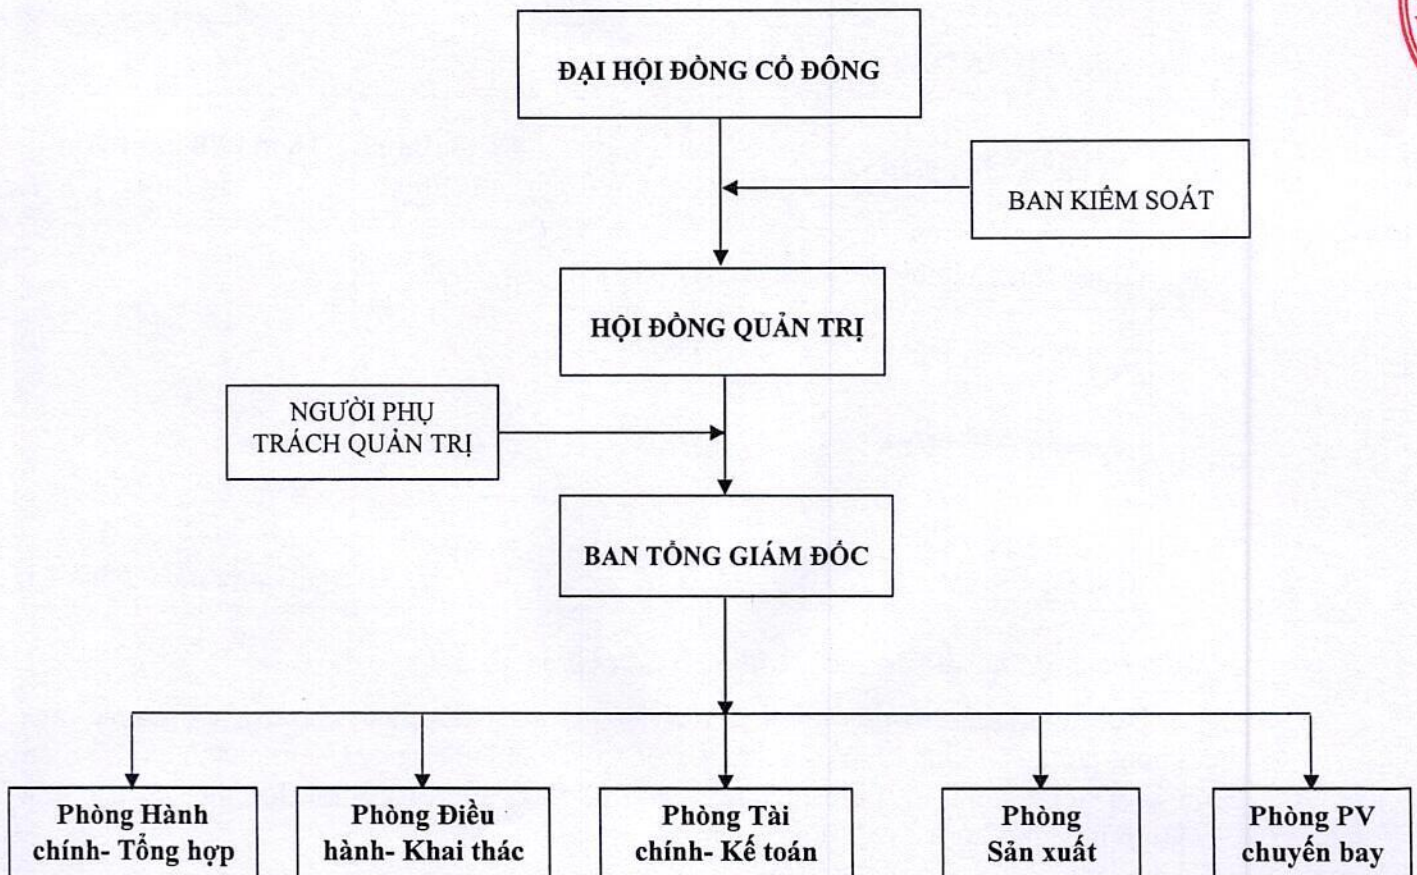 ĐẠI HỘI ĐỒNG CỔ ĐÔNG
BAN KIỂM SOÁT
HỘI ĐỒNG QUẢN TRỊ
NGƯỜI PHỤ
TRÁCH QUẢN TRỊ
BAN TỔNG GIÁM ĐỐC
Phòng Hành
chính- Tổng hợp
Phòng Điều
hành- Khai thác
Phòng Tài
chính- Kế toán
Phòng
Sản xuất
Phòng PV
chuyến bay